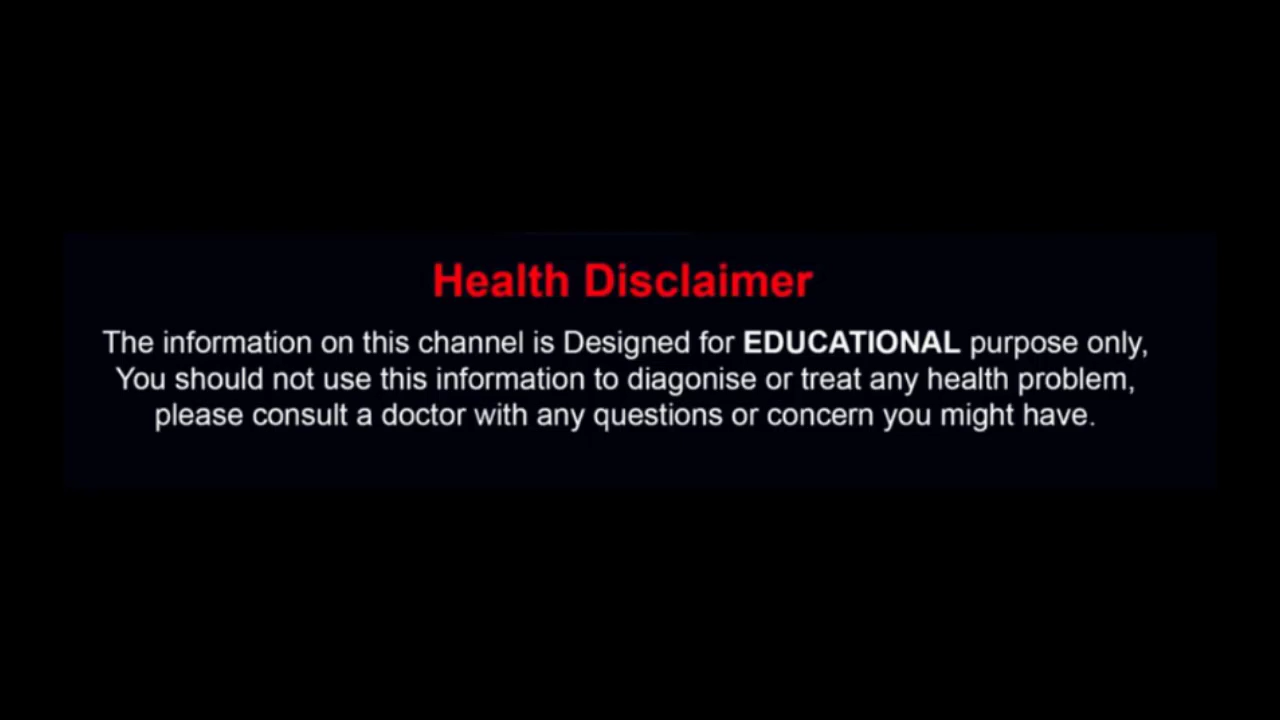 Health Disclaimer
The information on this channel is Designed for EDUCATIONAL purpose only,
You should not use this information to diagonise or treat any health problem,
please consult a doctor with any questions or concern you might have.